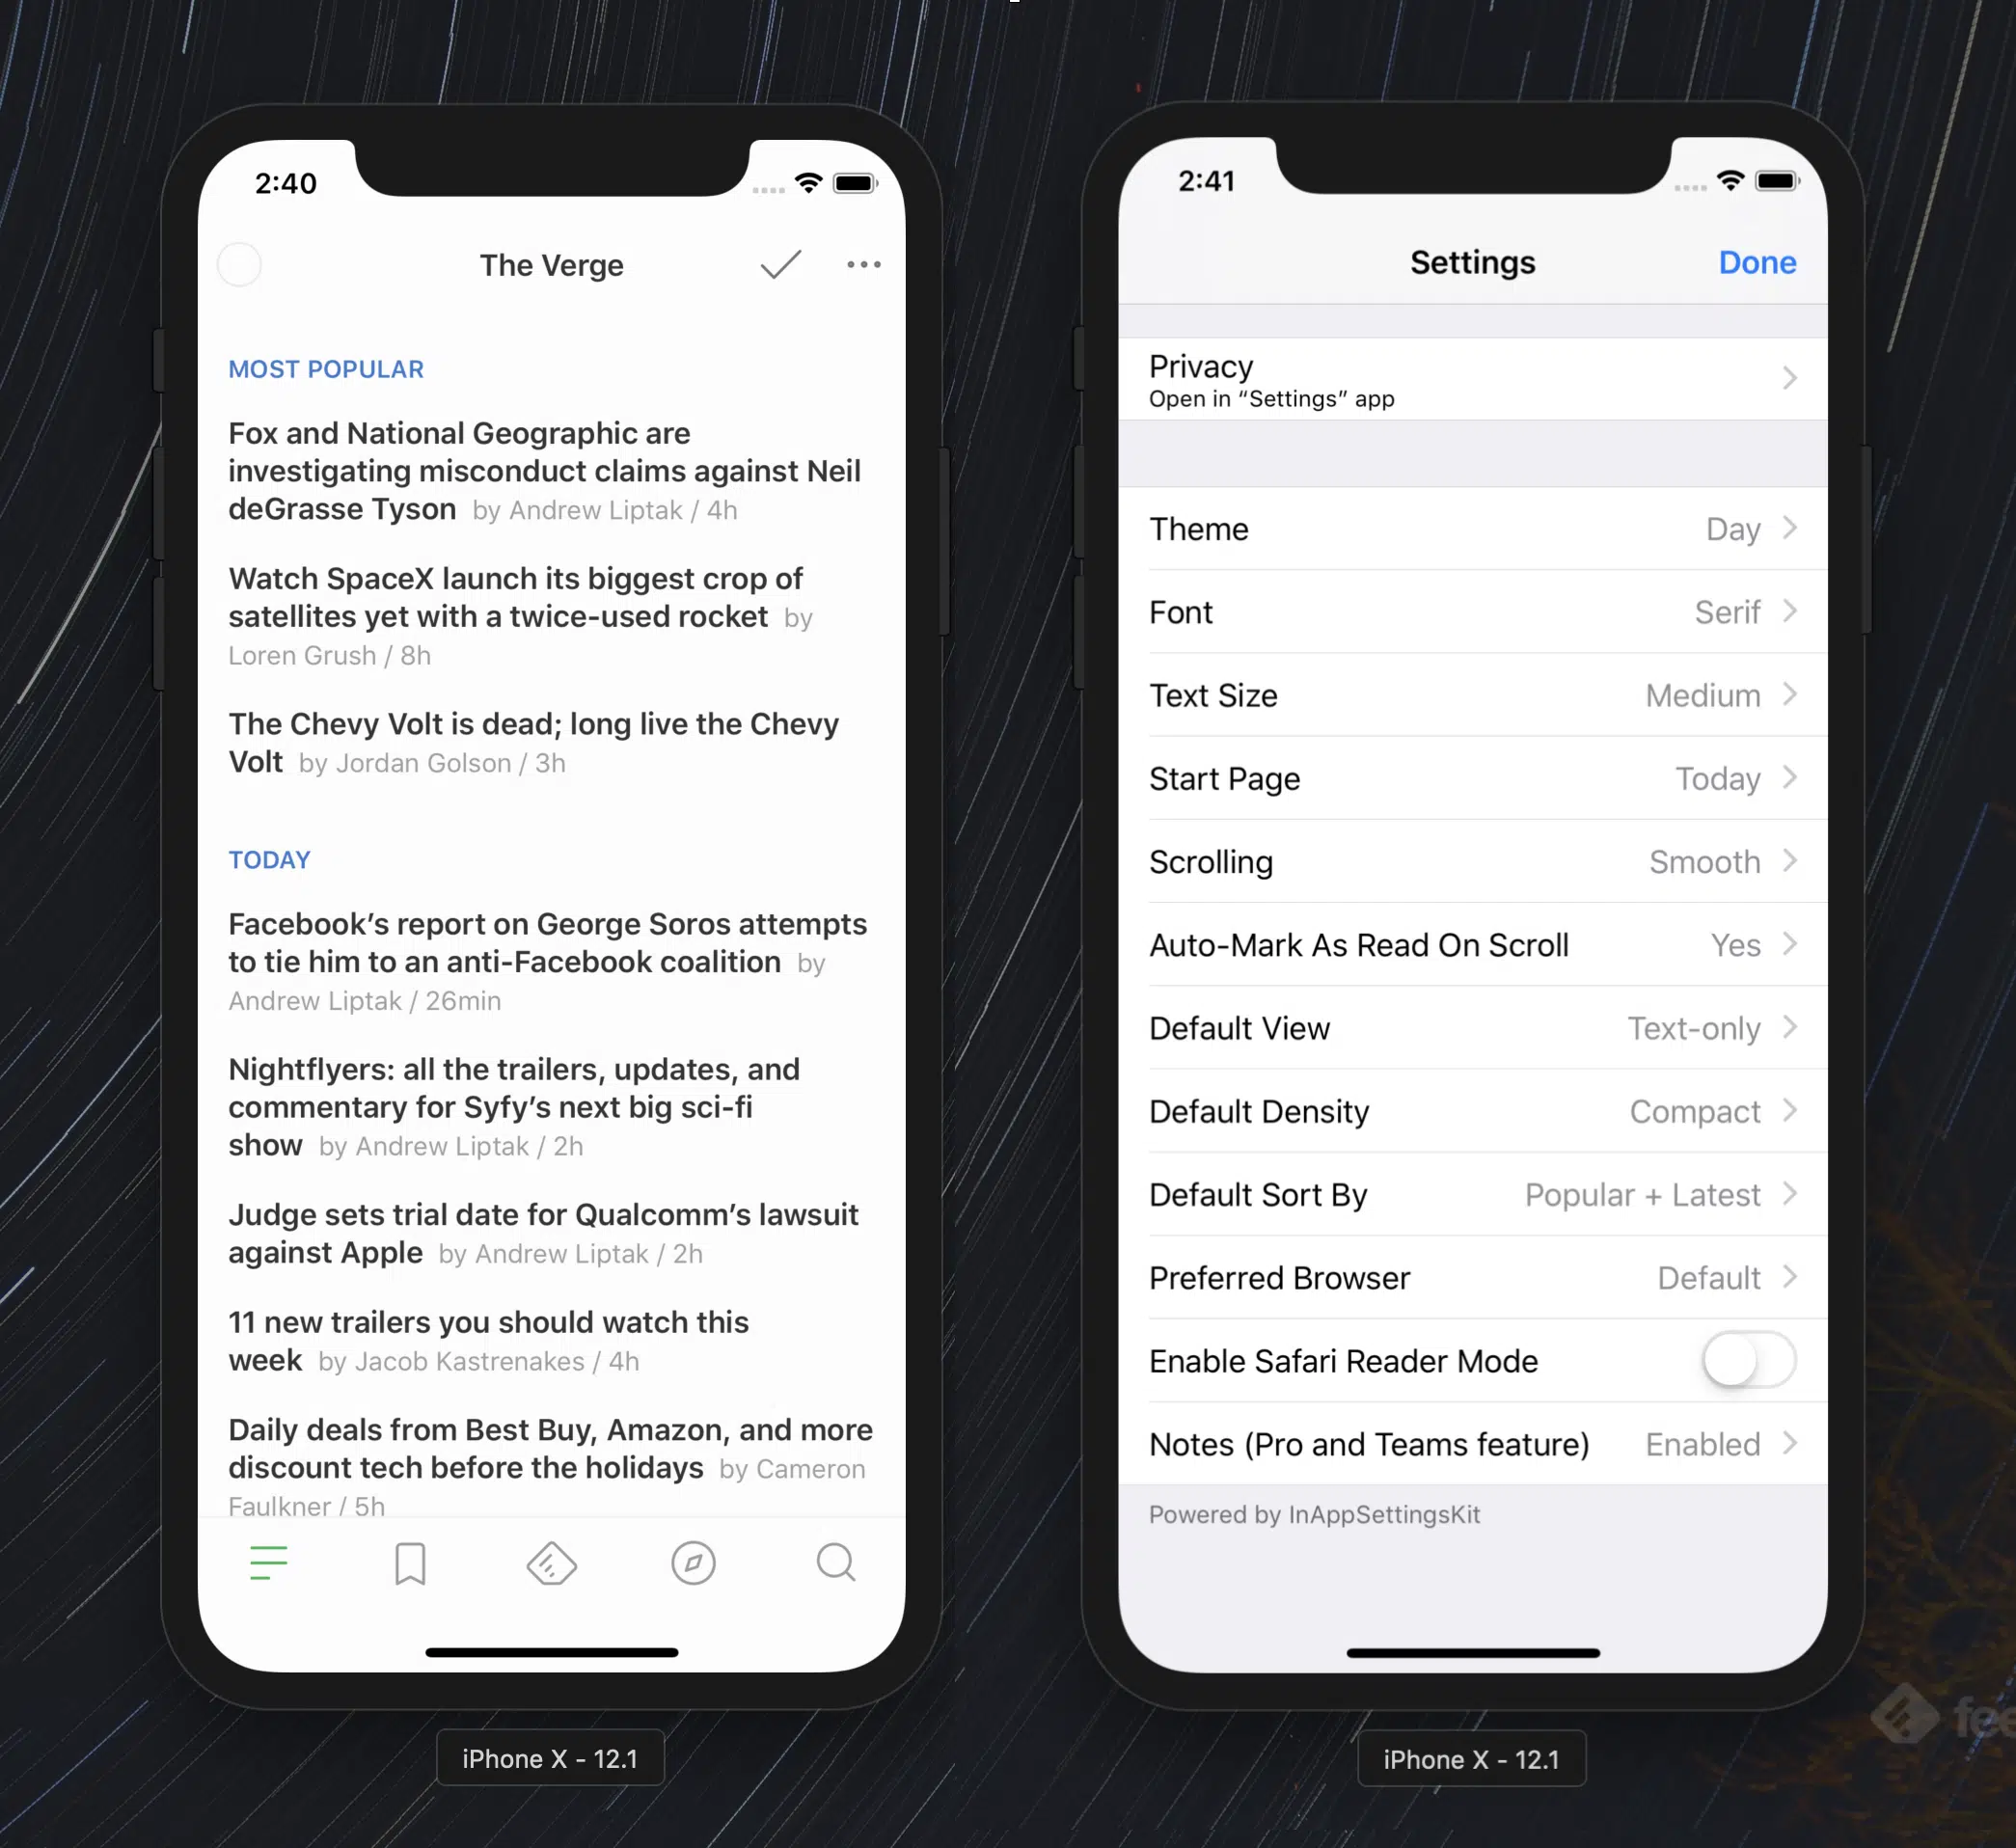 2:40
The Verge
MOST POPULAR
Fox and National Geographic are
investigating misconduct claims against Neil
deGrasse Tyson by Andrew Liptak / 4h
Watch SpaceX launch its biggest crop of
satellites yet with a twice-used rocket by
Loren Grush / 8h
The Chevy Volt is dead; long live the Chevy
Volt by Jordan Golson / 3h
TODAY
Facebook’s report on George Soros attempts
to tie him to an anti-Facebook coalition by
Andrew Liptak / 26min
Nightflyers: all the trailers, updates, and
commentary for Syfy’s next big sci-fi
show by Andrew Liptak / 2h
Judge sets trial date for Qualcomm’s lawsuit
against Apple by Andrew Liptak / 2h
11 new trailers you should watch this
week by Jacob Kastrenakes / 4h
Daily deals from Best Buy, Amazon, and more
discount tech before the holidays by Cameron
Faulkner / 5h
iPhone X - 12.1
2:41
Settings Done
Privacy
Open in “Settings” app
Theme Day
Font Serif
Text Size Medium
Start Page Today
Scrolling Smooth
Auto-Mark As Read On Scroll Yes
Default View Text-only
Default Density Compact
Default Sort By Popular + Latest
Preferred Browser Default
Enable Safari Reader Mode
Notes (Pro and Teams feature) Enabled
Powered by InAppSettingsKit
iPhone X - 12.1
fee